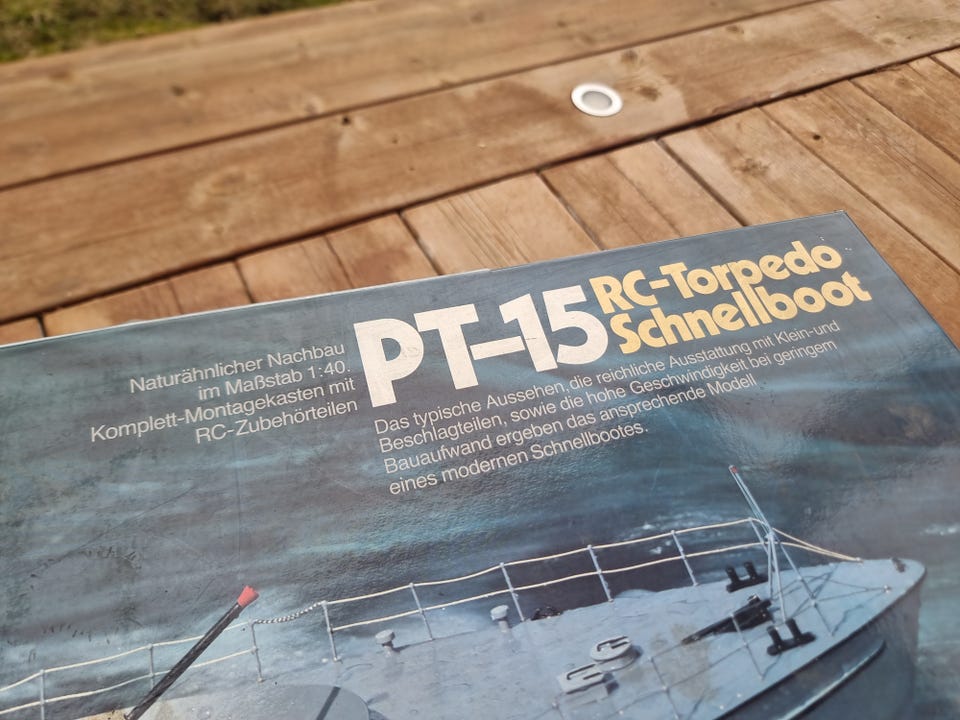 Naturähnlicher Nachbau
im Maßstab 1:40.
Komplett-Montagekasten mit
RC-Zubehörteilen
PT-15
RC-Torpedo
Schnellboot
Das typische Aussehen, die reichliche Ausstattung mit Klein-und
Beschlagteilen, sowie die hohe Geschwindigkeit bei geringem
Bauaufwand ergeben das ansprechende Modell
eines modernen Schnellbootes.